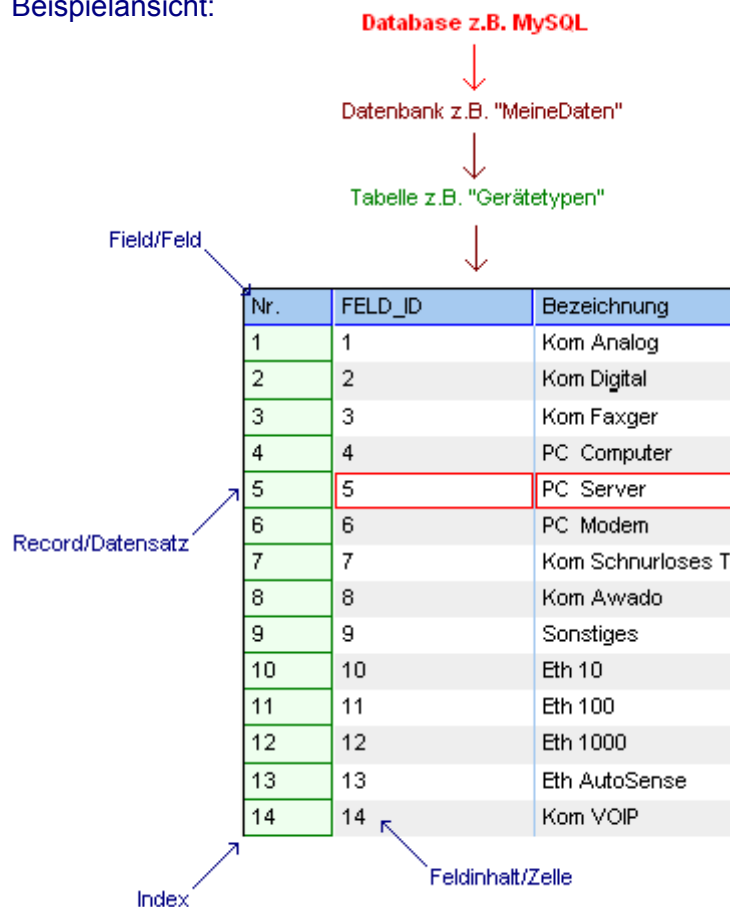 Beispielansicht:
Database z.B. MySQL
Datenbank z.B. "MeineDaten"
Tabelle z.B. "Gerätetypen"
Field/Feld
Nr. FELD_ID Bezeichnung
1 1 Kom Analog
2 2 Kom Digital
3 3 Kom Faxger
4 4 PC Computer
5 5 PC Server
Record/Datensatz
6 6 PC Modem
7 7 Kom Schnurloses T
8 8 Kom Awado
9 9 Sonstiges
10 10 Eth 10
11 11 Eth 100
12 12 Eth 1000
13 13 Eth AutoSense
14 14 Kom VOIP
Feldinhalt/Zelle
Index